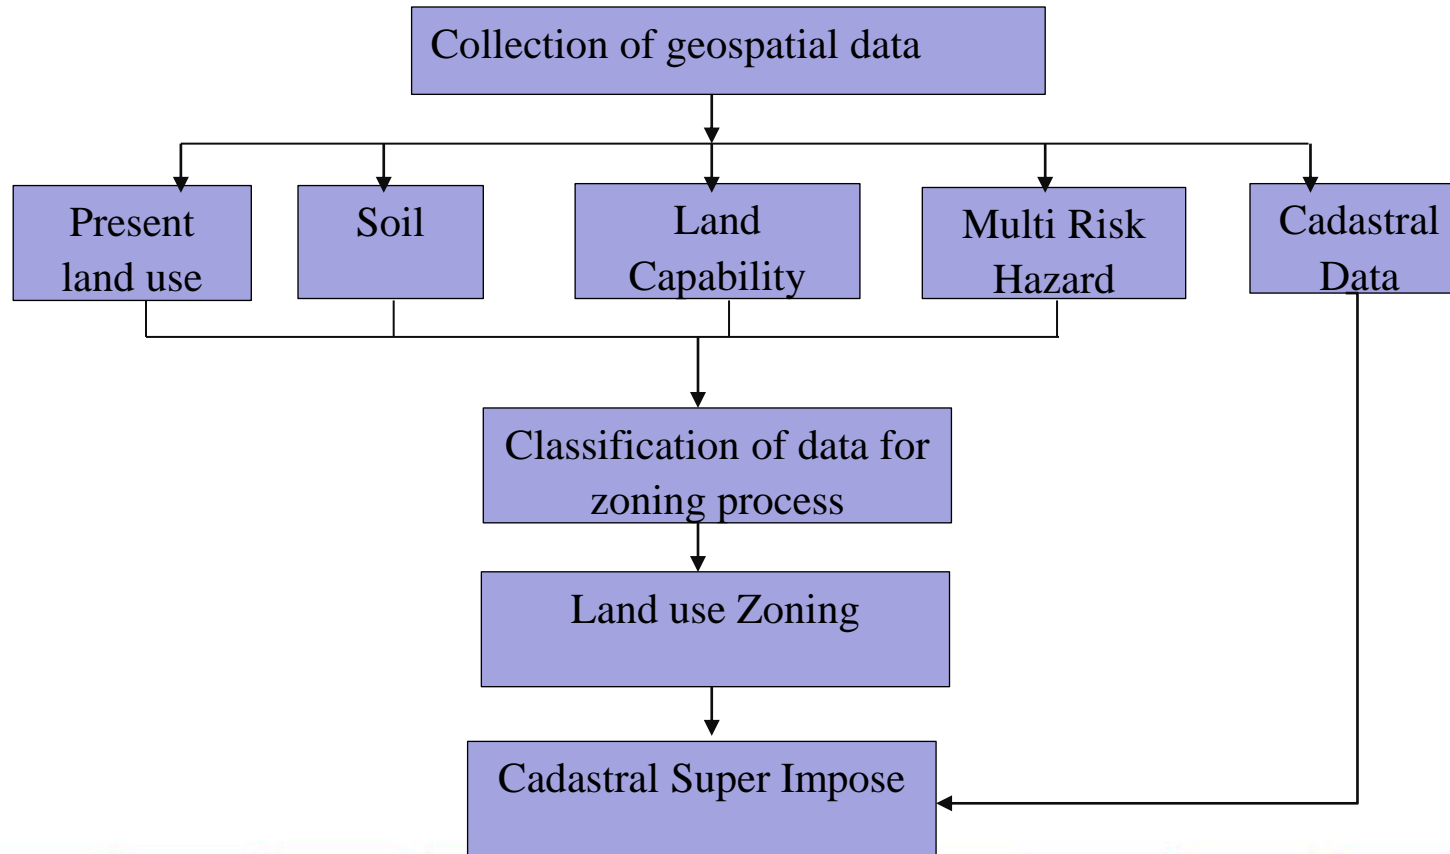 Collection of geospatial data
Present
land use
Soil
Land
Capability
Multi Risk
Hazard
Cadastral
Data
Classification of data for
zoning process
Land use Zoning
Cadastral Super Impose